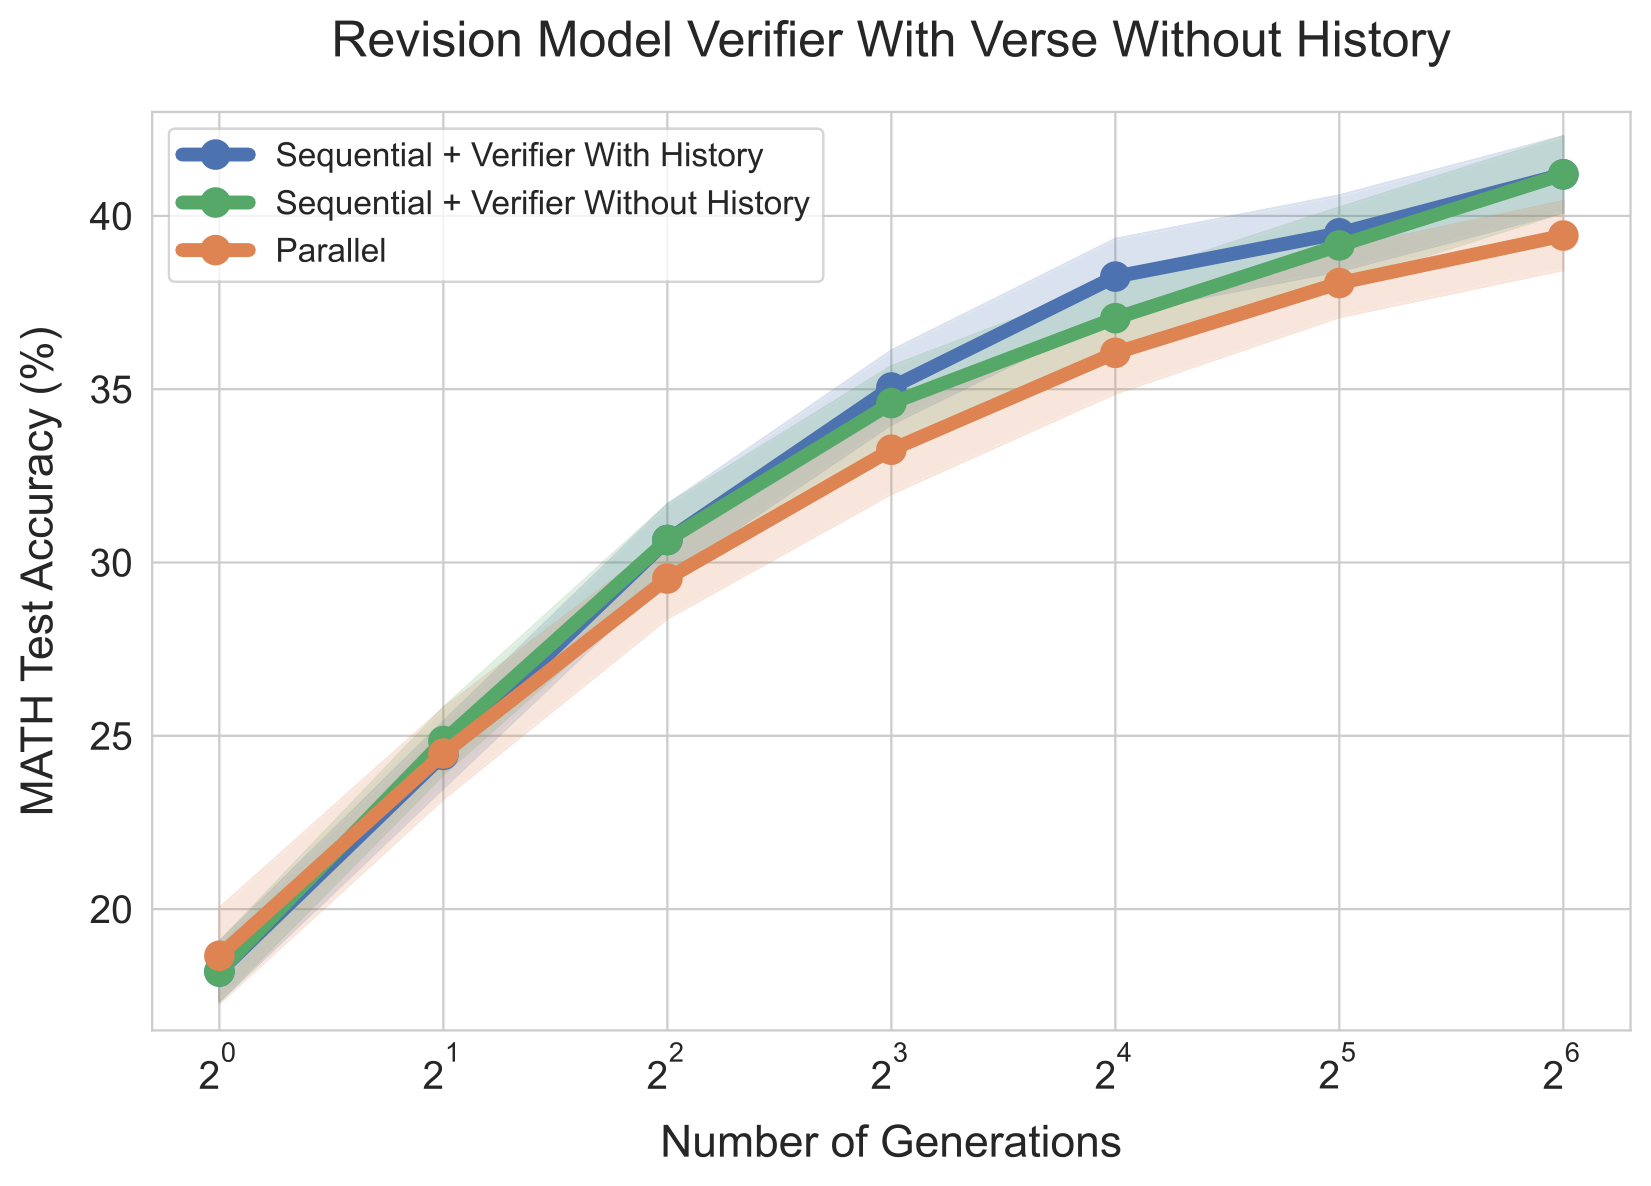 Revision Model Verifier With Verse Without History
Sequential + Verifier With History
Sequential + Verifier Without History
Parallel
MATH Test Accuracy (%)
40
35
30
25
20
2^0 2^1 2^2 2^3 2^4 2^5 2^6
Number of Generations